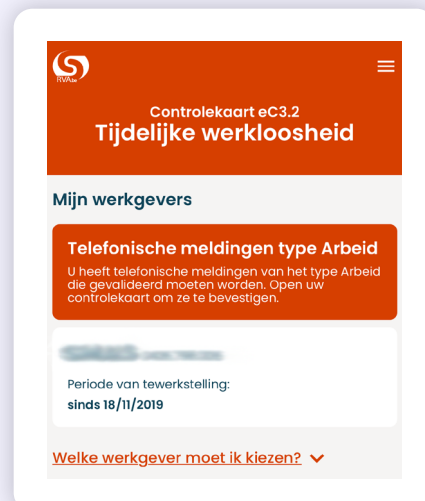 RVA.be
Controlekaart eC3.2
Tijdelijke werkloosheid
Mijn werkgevers
Telefonische meldingen type Arbeid
U heeft telefonische meldingen van het type Arbeid
die gevalideerd moeten worden. Open uw
controlekaart om ze te bevestigen.
Periode van tewerkstelling:
sinds 18/11/2019
Welke werkgever moet ik kiezen?